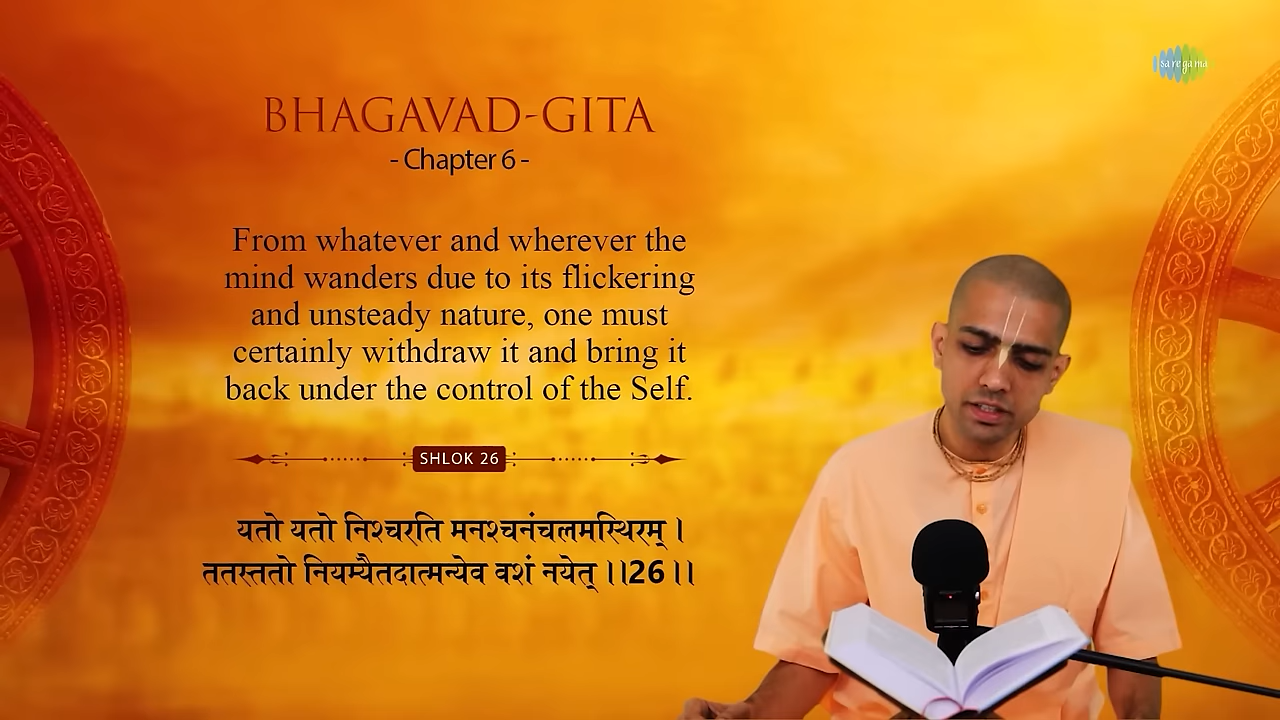 saregama
BHAGAVAD-GITA
- Chapter 6 -
From whatever and wherever the
mind wanders due to its flickering
and unsteady nature, one must
certainly withdraw it and bring it
back under the control of the Self.
SHLOK 26
यतो यतो निश्चरति मनश्चनंचलमस्थिरम् ।
ततस्ततो नियम्यैतदात्मन्येव वशं नयेत् ।।26।।